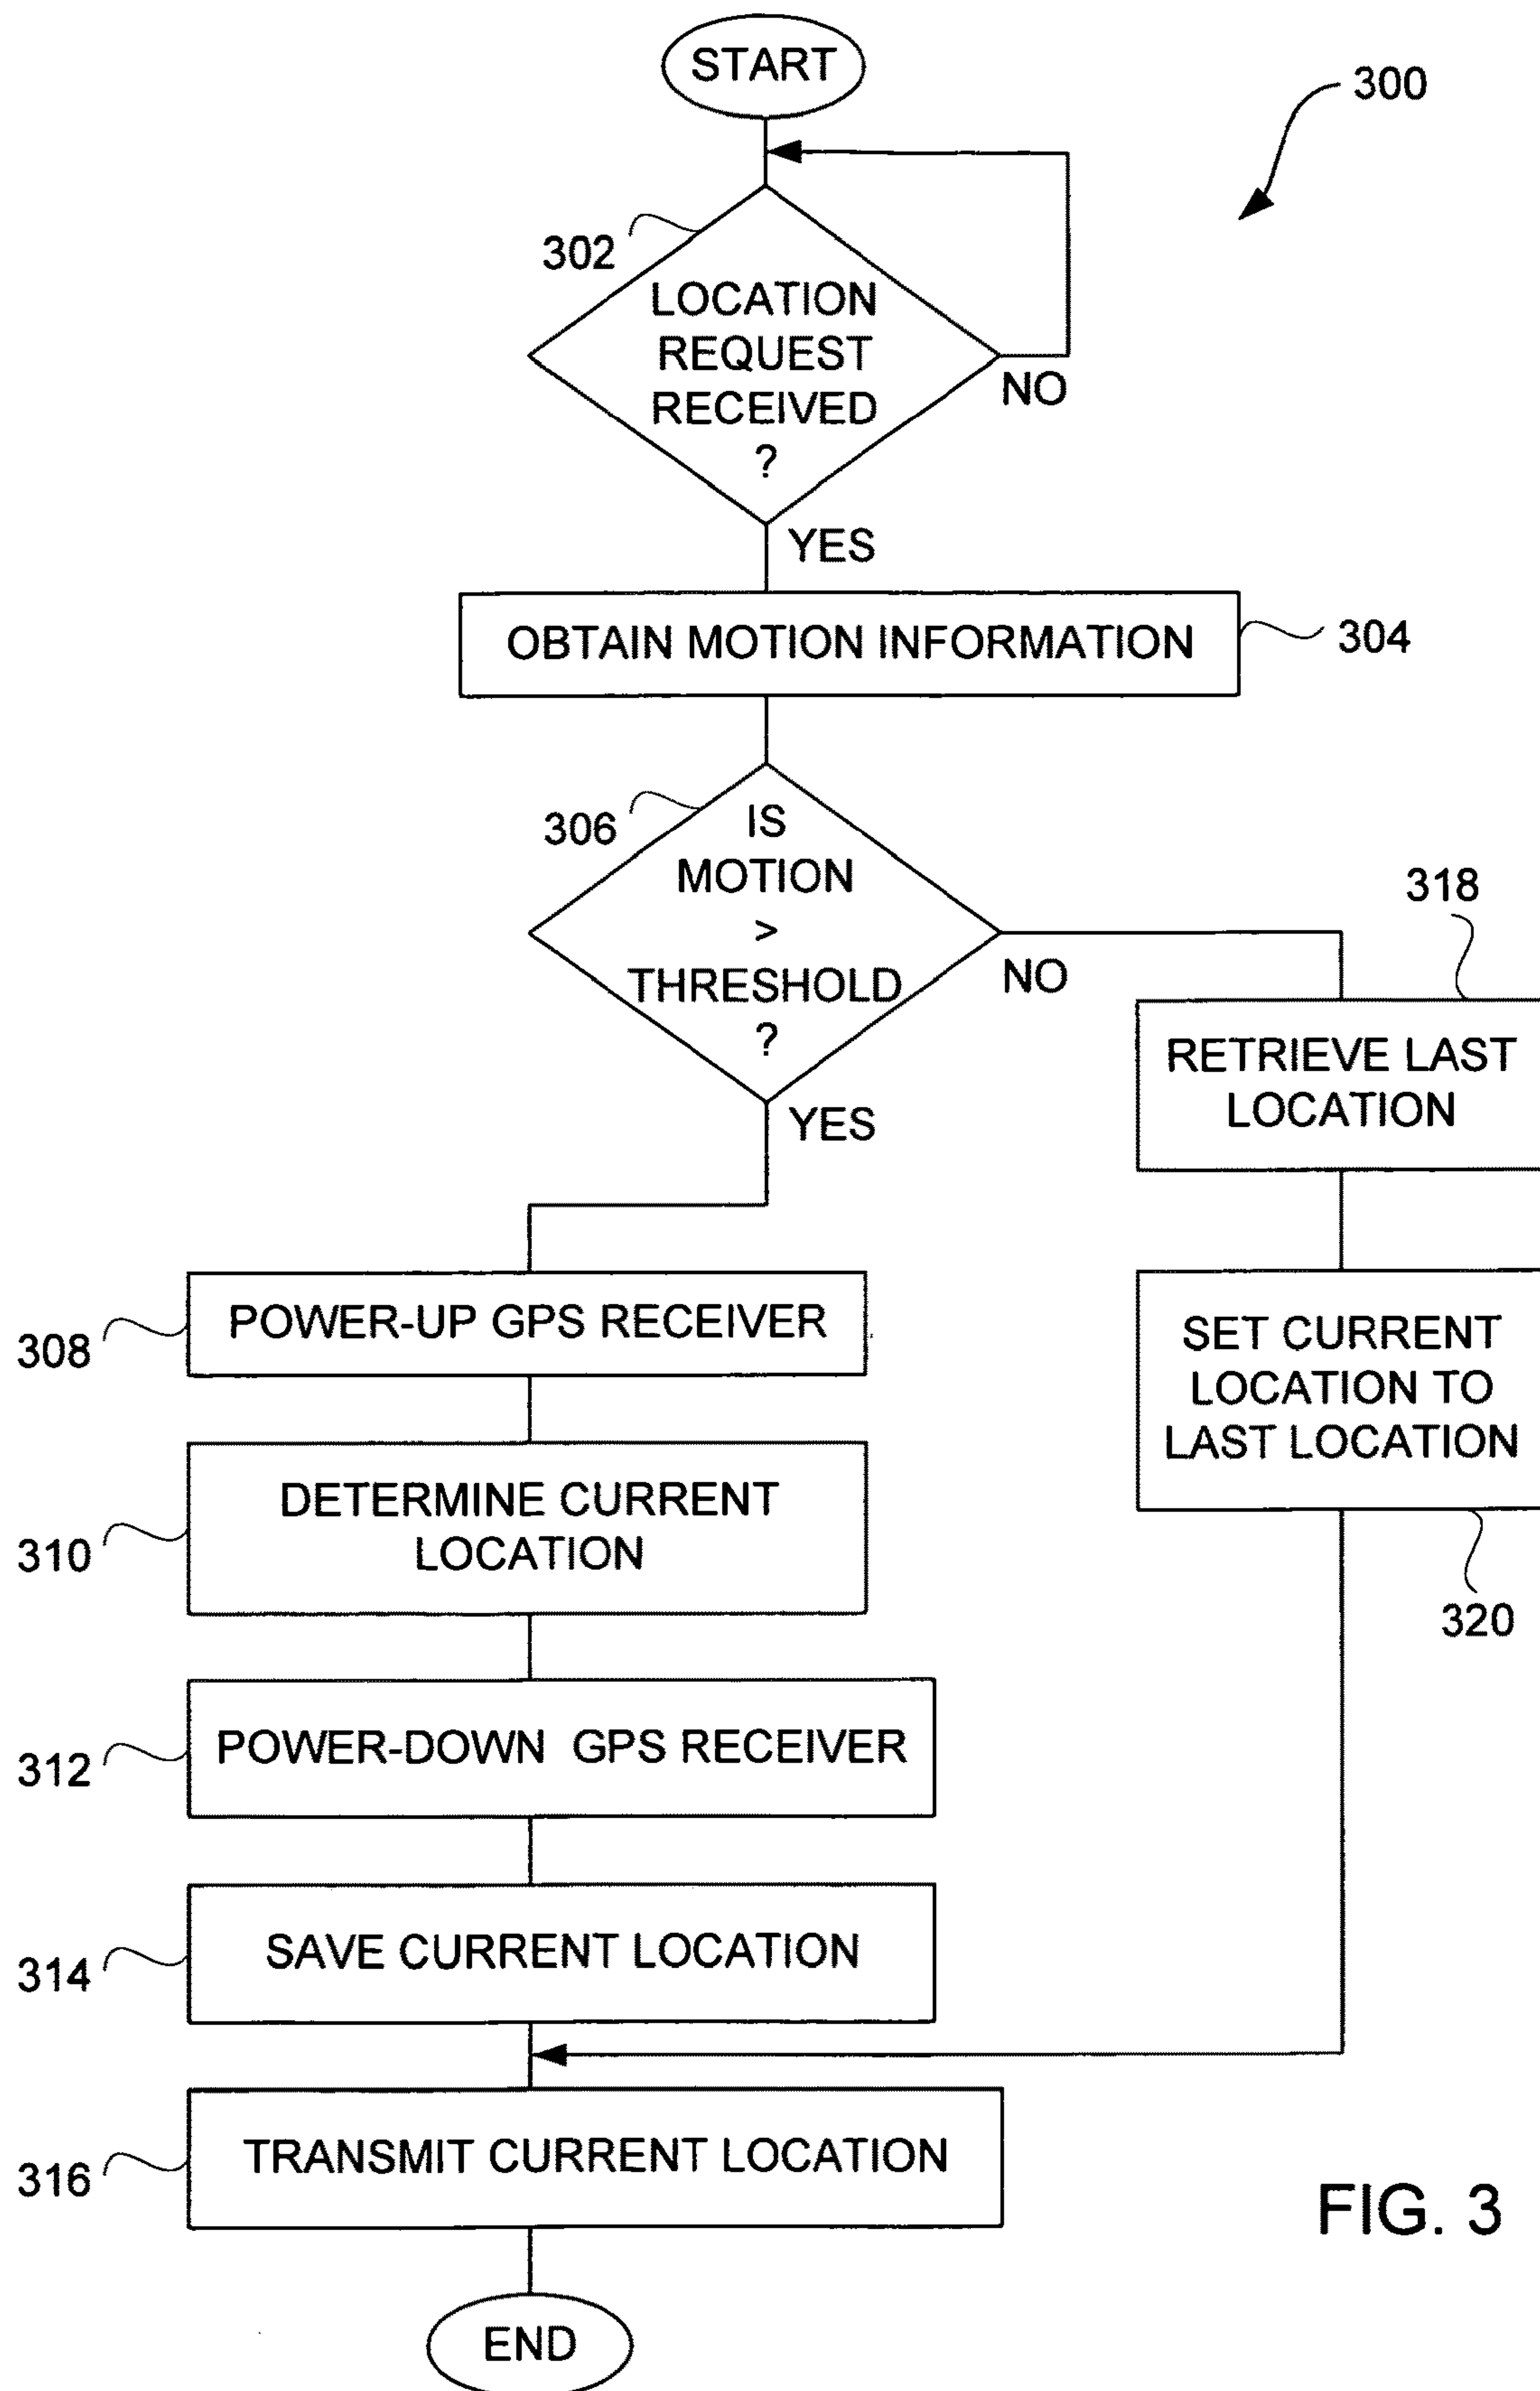 START
300
302
LOCATION
REQUEST
RECEIVED
?
NO
YES
OBTAIN MOTION INFORMATION
304
306
IS
MOTION
>
THRESHOLD
?
NO
YES
318
RETRIEVE LAST
LOCATION
308
POWER-UP GPS RECEIVER
SET CURRENT
LOCATION TO
LAST LOCATION
320
310
DETERMINE CURRENT
LOCATION
312
POWER-DOWN GPS RECEIVER
314
SAVE CURRENT LOCATION
316
TRANSMIT CURRENT LOCATION
FIG. 3
END